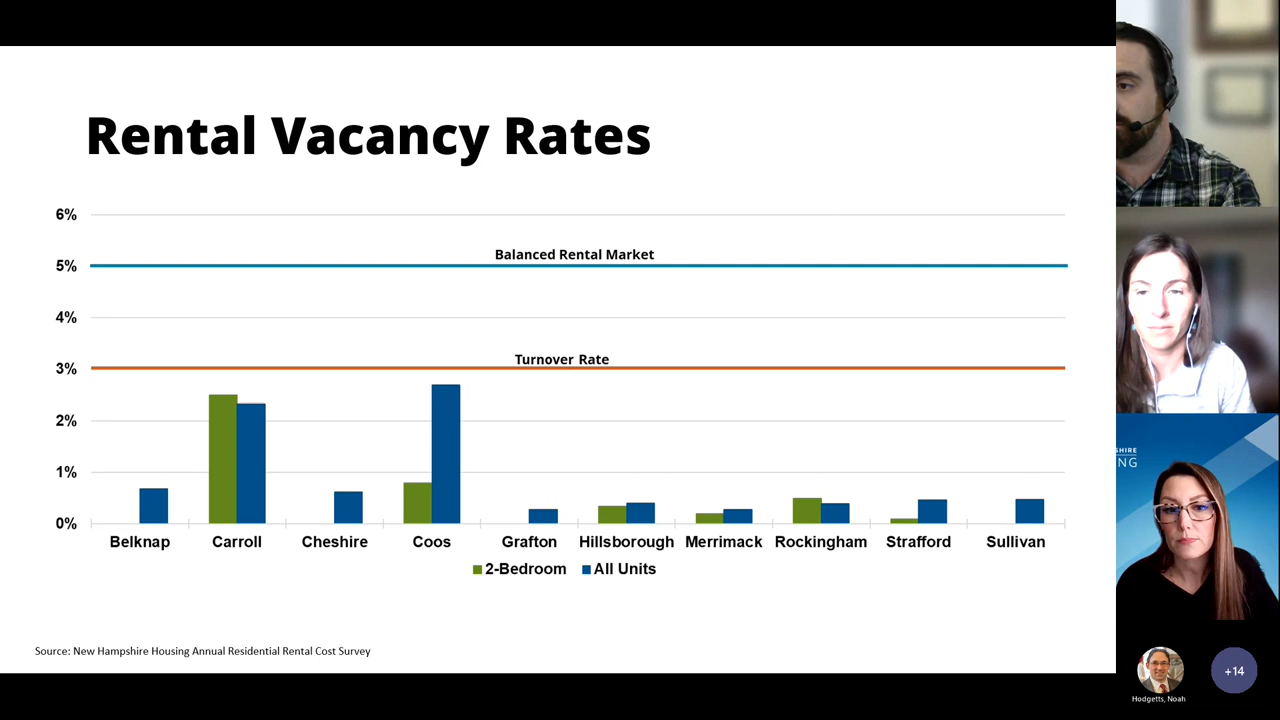 Rental Vacancy Rates
6%
Balanced Rental Market
5%
4%
Turnover Rate
3%
2%
1%
0%
Belknap Carroll Cheshire Coos Grafton Hillsborough Merrimack Rockingham Strafford Sullivan
2-Bedroom All Units
Source: New Hampshire Housing Annual Residential Rental Cost Survey
SHIRE
NG
Hodgetts, Noah
+14